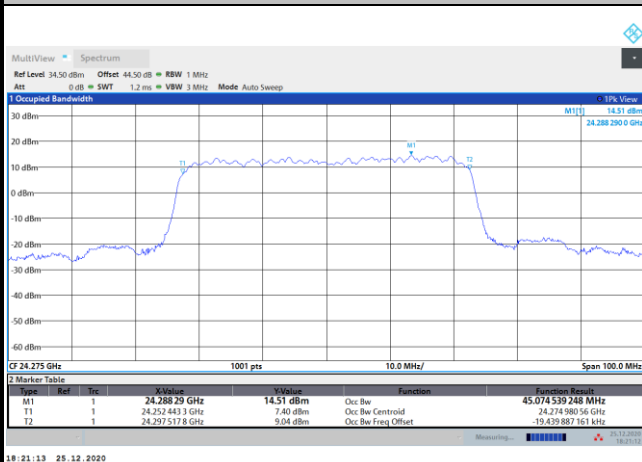 MultiView Spectrum
Ref Level 34.50 dBm Offset 44.50 dB RBW 1 MHz
Att 0 dB SWT 1.2 ms VBW 3 MHz Mode Auto Sweep
1 Occupied Bandwidth 1Pk View
M1[1] 14.51 dBm
24.288 290 0 GHz
30 dBm
20 dBm
M1
T1 T2
10 dBm
0 dBm
-10 dBm
-20 dBm
-30 dBm
-40 dBm
-50 dBm
-60 dBm
CF 24.275 GHz 1001 pts 10.0 MHz/ Span 100.0 MHz
2 Marker Table
Type Ref Trc X-Value Y-Value Function Function Result
M1 1 24.288 29 GHz 14.51 dBm Occ Bw 45.074 539 248 MHz
T1 1 24.252 443 3 GHz 7.40 dBm Occ Bw Centroid 24.274 980 56 GHz
T2 1 24.297 517 8 GHz 9.04 dBm Occ Bw Freq Offset -19.439 887 161 kHz
Measuring... 25.12.2020
18:21:12
18:21:13 25.12.2020